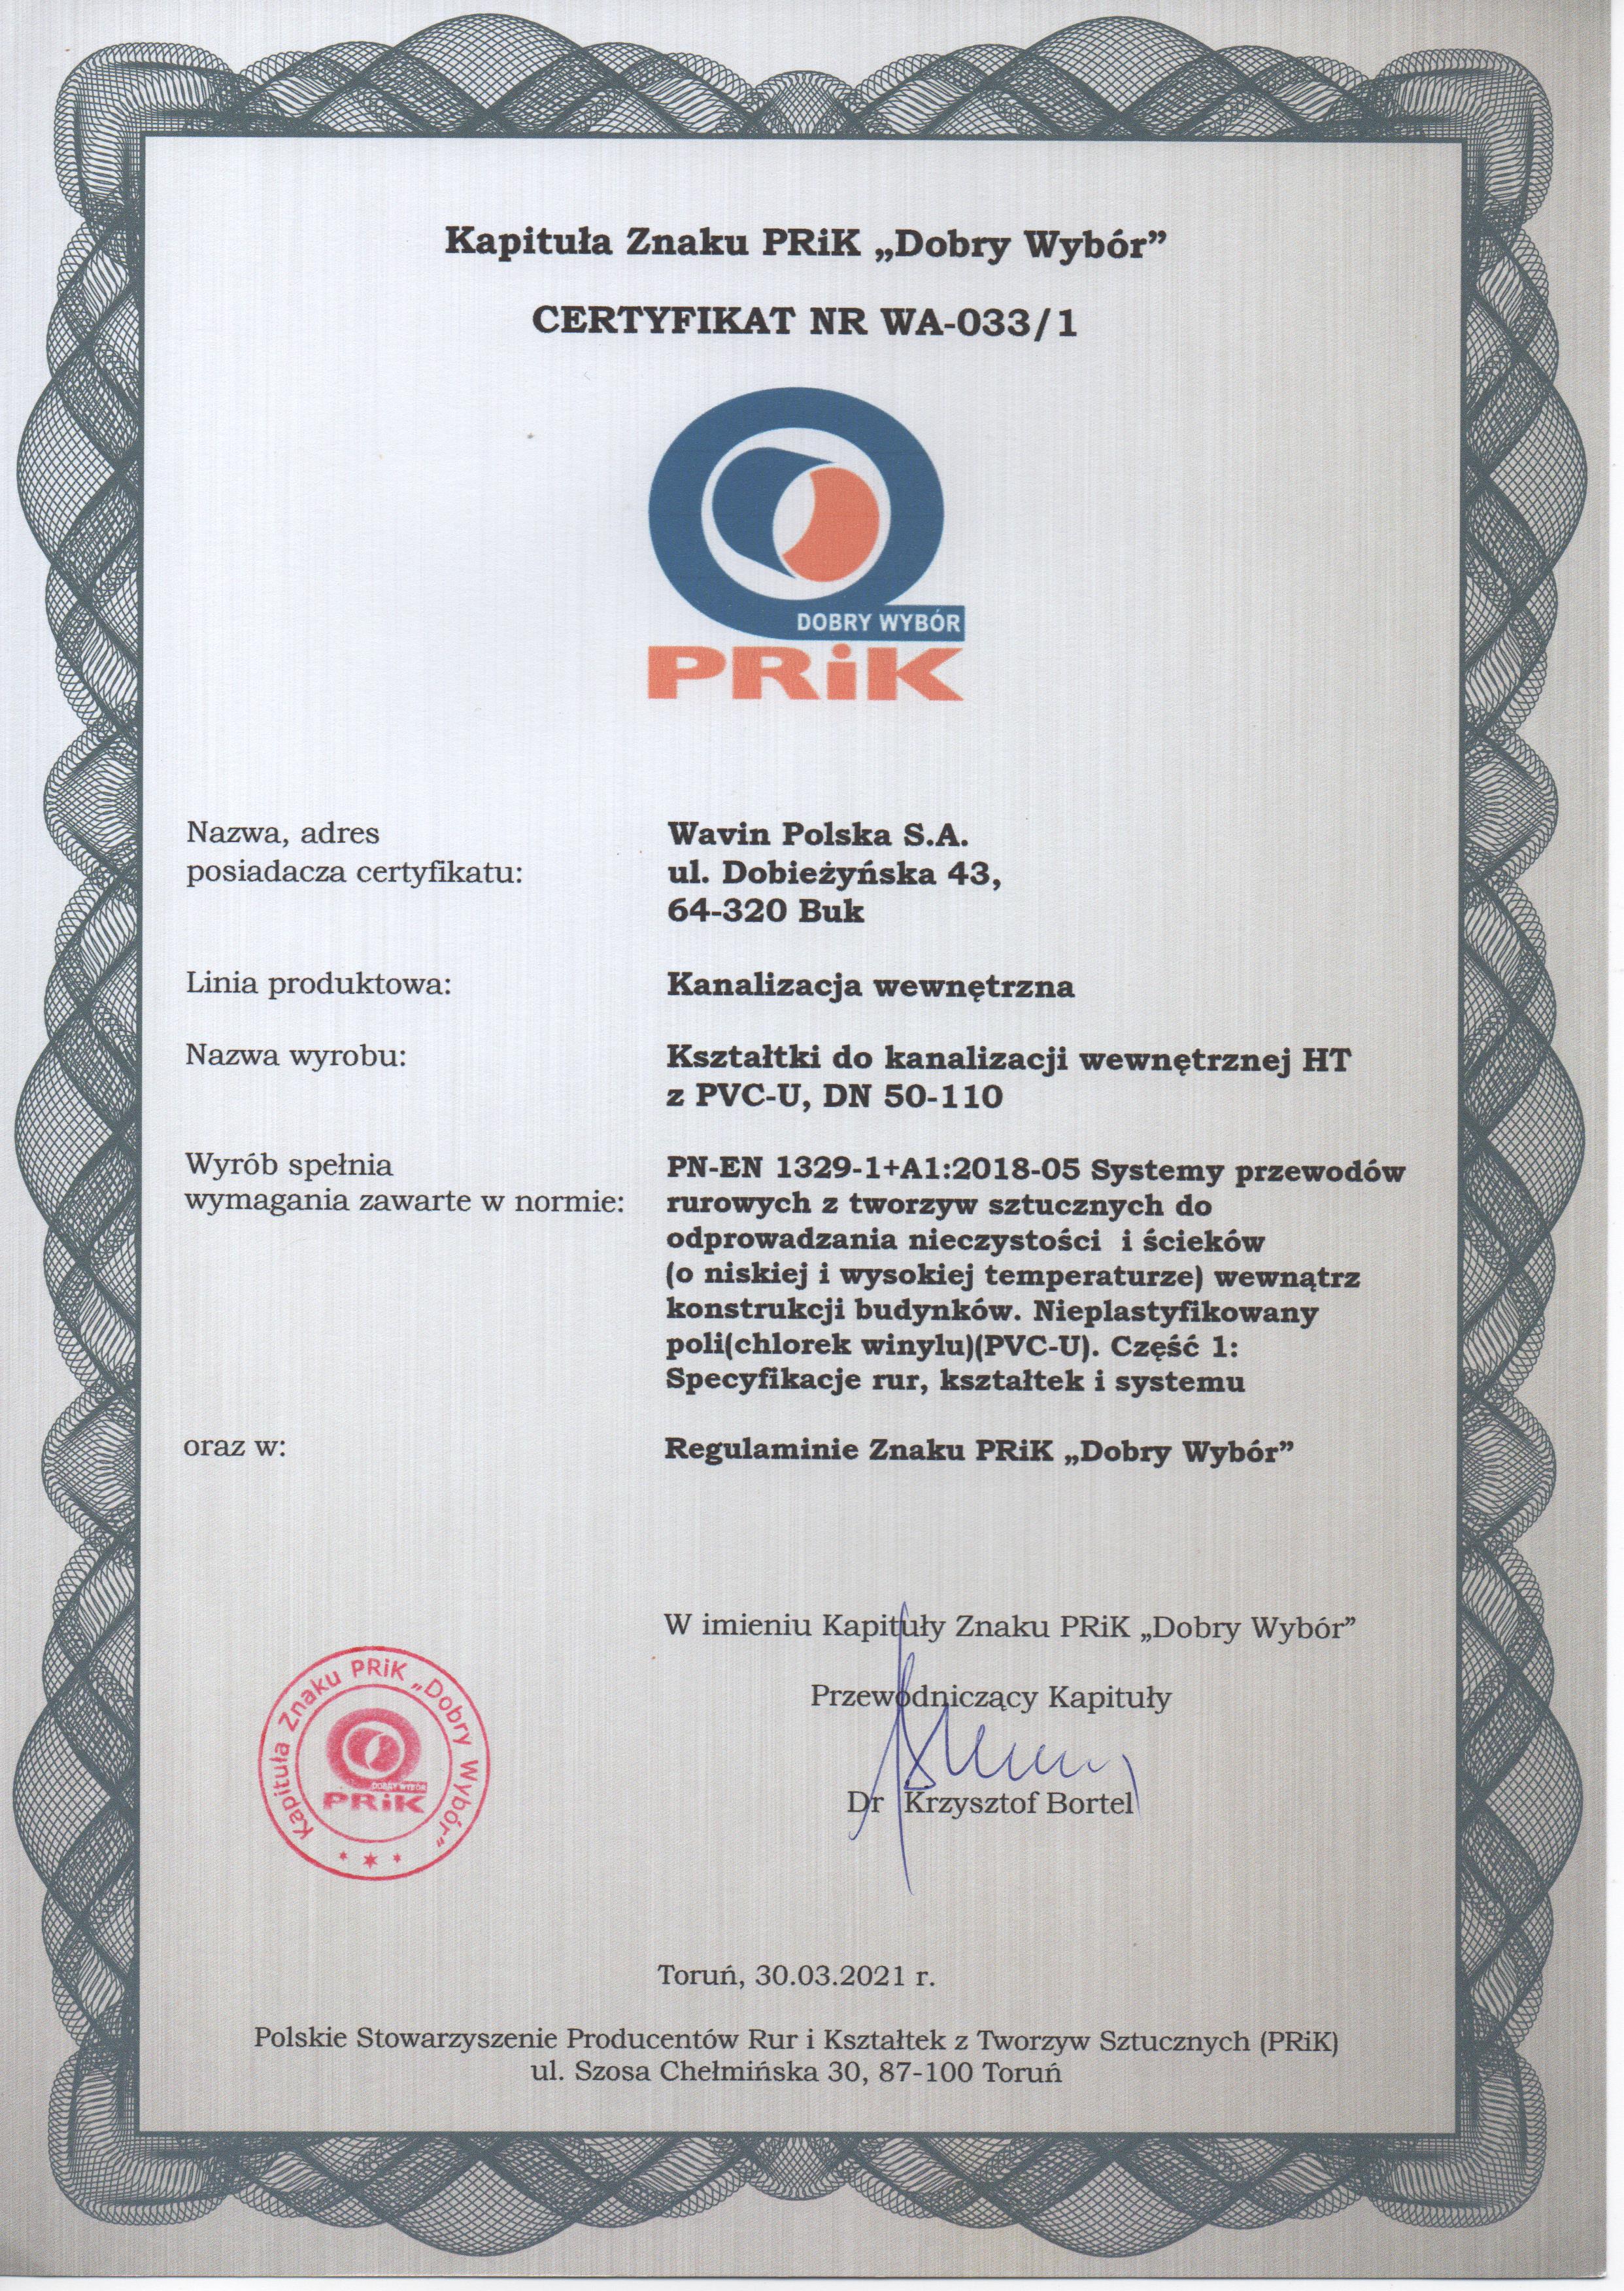 Kapituła Znaku PRiK „Dobry Wybór”
CERTYFIKAT NR WA-033/1
DOBRY WYBÓR
PRiK
Nazwa, adres
posiadacza certyfikatu:
Wavin Polska S.A.
ul. Dobieżyńska 43,
64-320 Buk
Linia produktowa:
Kanalizacja wewnętrzna
Nazwa wyrobu:
Kształtki do kanalizacji wewnętrznej HT
z PVC-U, DN 50-110
Wyrób spełnia
wymagania zawarte w normie:
PN-EN 1329-1+A1:2018-05 Systemy przewodów
rurowych z tworzyw sztucznych do
odprowadzania nieczystości i ścieków
(o niskiej i wysokiej temperaturze) wewnątrz
konstrukcji budynków. Nieplastyfikowany
poli(chlorek winylu)(PVC-U). Część 1:
Specyfikacje rur, kształtek i systemu
oraz w:
Regulaminie Znaku PRiK „Dobry Wybór”
W imieniu Kapituły Znaku PRiK „Dobry Wybór”
Przewodniczący Kapituły
Dr Krzysztof Bortel
Kapituła Znaku PRiK „Dobry Wybór”
DOBRY WYBÓR
PRiK
Toruń, 30.03.2021 r.
Polskie Stowarzyszenie Producentów Rur i Kształtek z Tworzyw Sztucznych (PRiK)
ul. Szosa Chełmińska 30, 87-100 Toruń